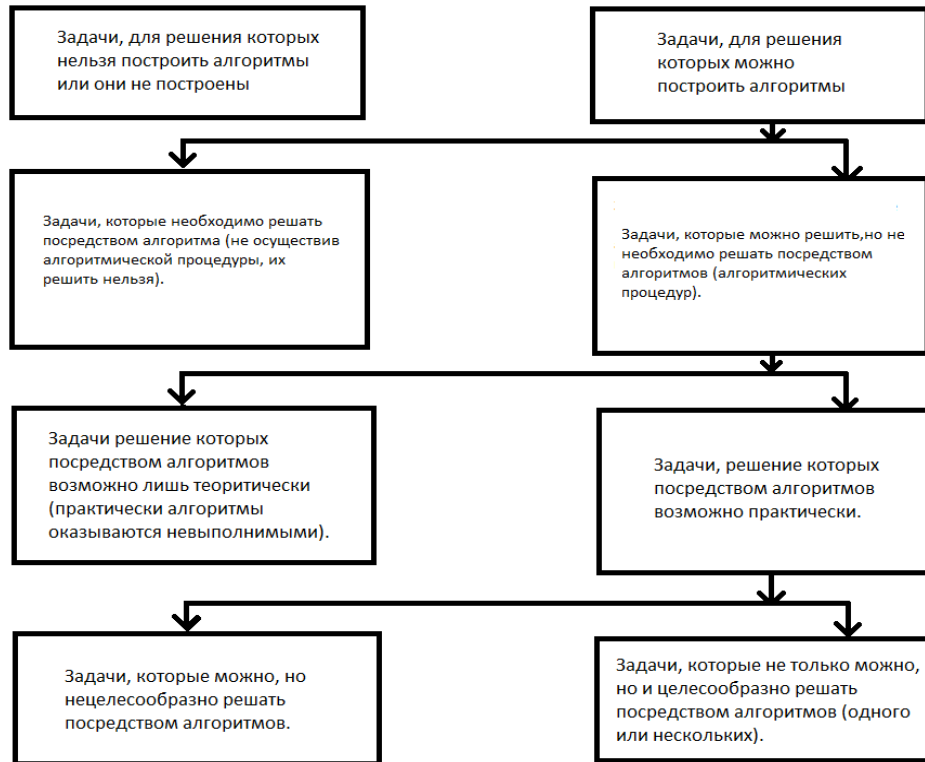 Задачи, для решения которых
нельзя построить алгоритмы
или они не построены
Задачи, для решения
которых можно
построить алгоритмы
Задачи, которые необходимо решать
посредством алгоритма (не осуществив
алгоритмической процедуры, их
решить нельзя).
Задачи, которые можно решить,но не
необходимо решать посредством
алгоритмов (алгоритмических
процедур).
Задачи решение которых
посредством алгоритмов
возможно лишь теоритически
(практически алгоритмы
оказываются невыполнимыми).
Задачи, решение которых
посредством алгоритмов
возможно практически.
Задачи, которые можно, но
нецелесообразно решать
посредством алгоритмов.
Задачи, которые не только можно,
но и целесообразно решать
посредством алгоритмов (одного
или нескольких).